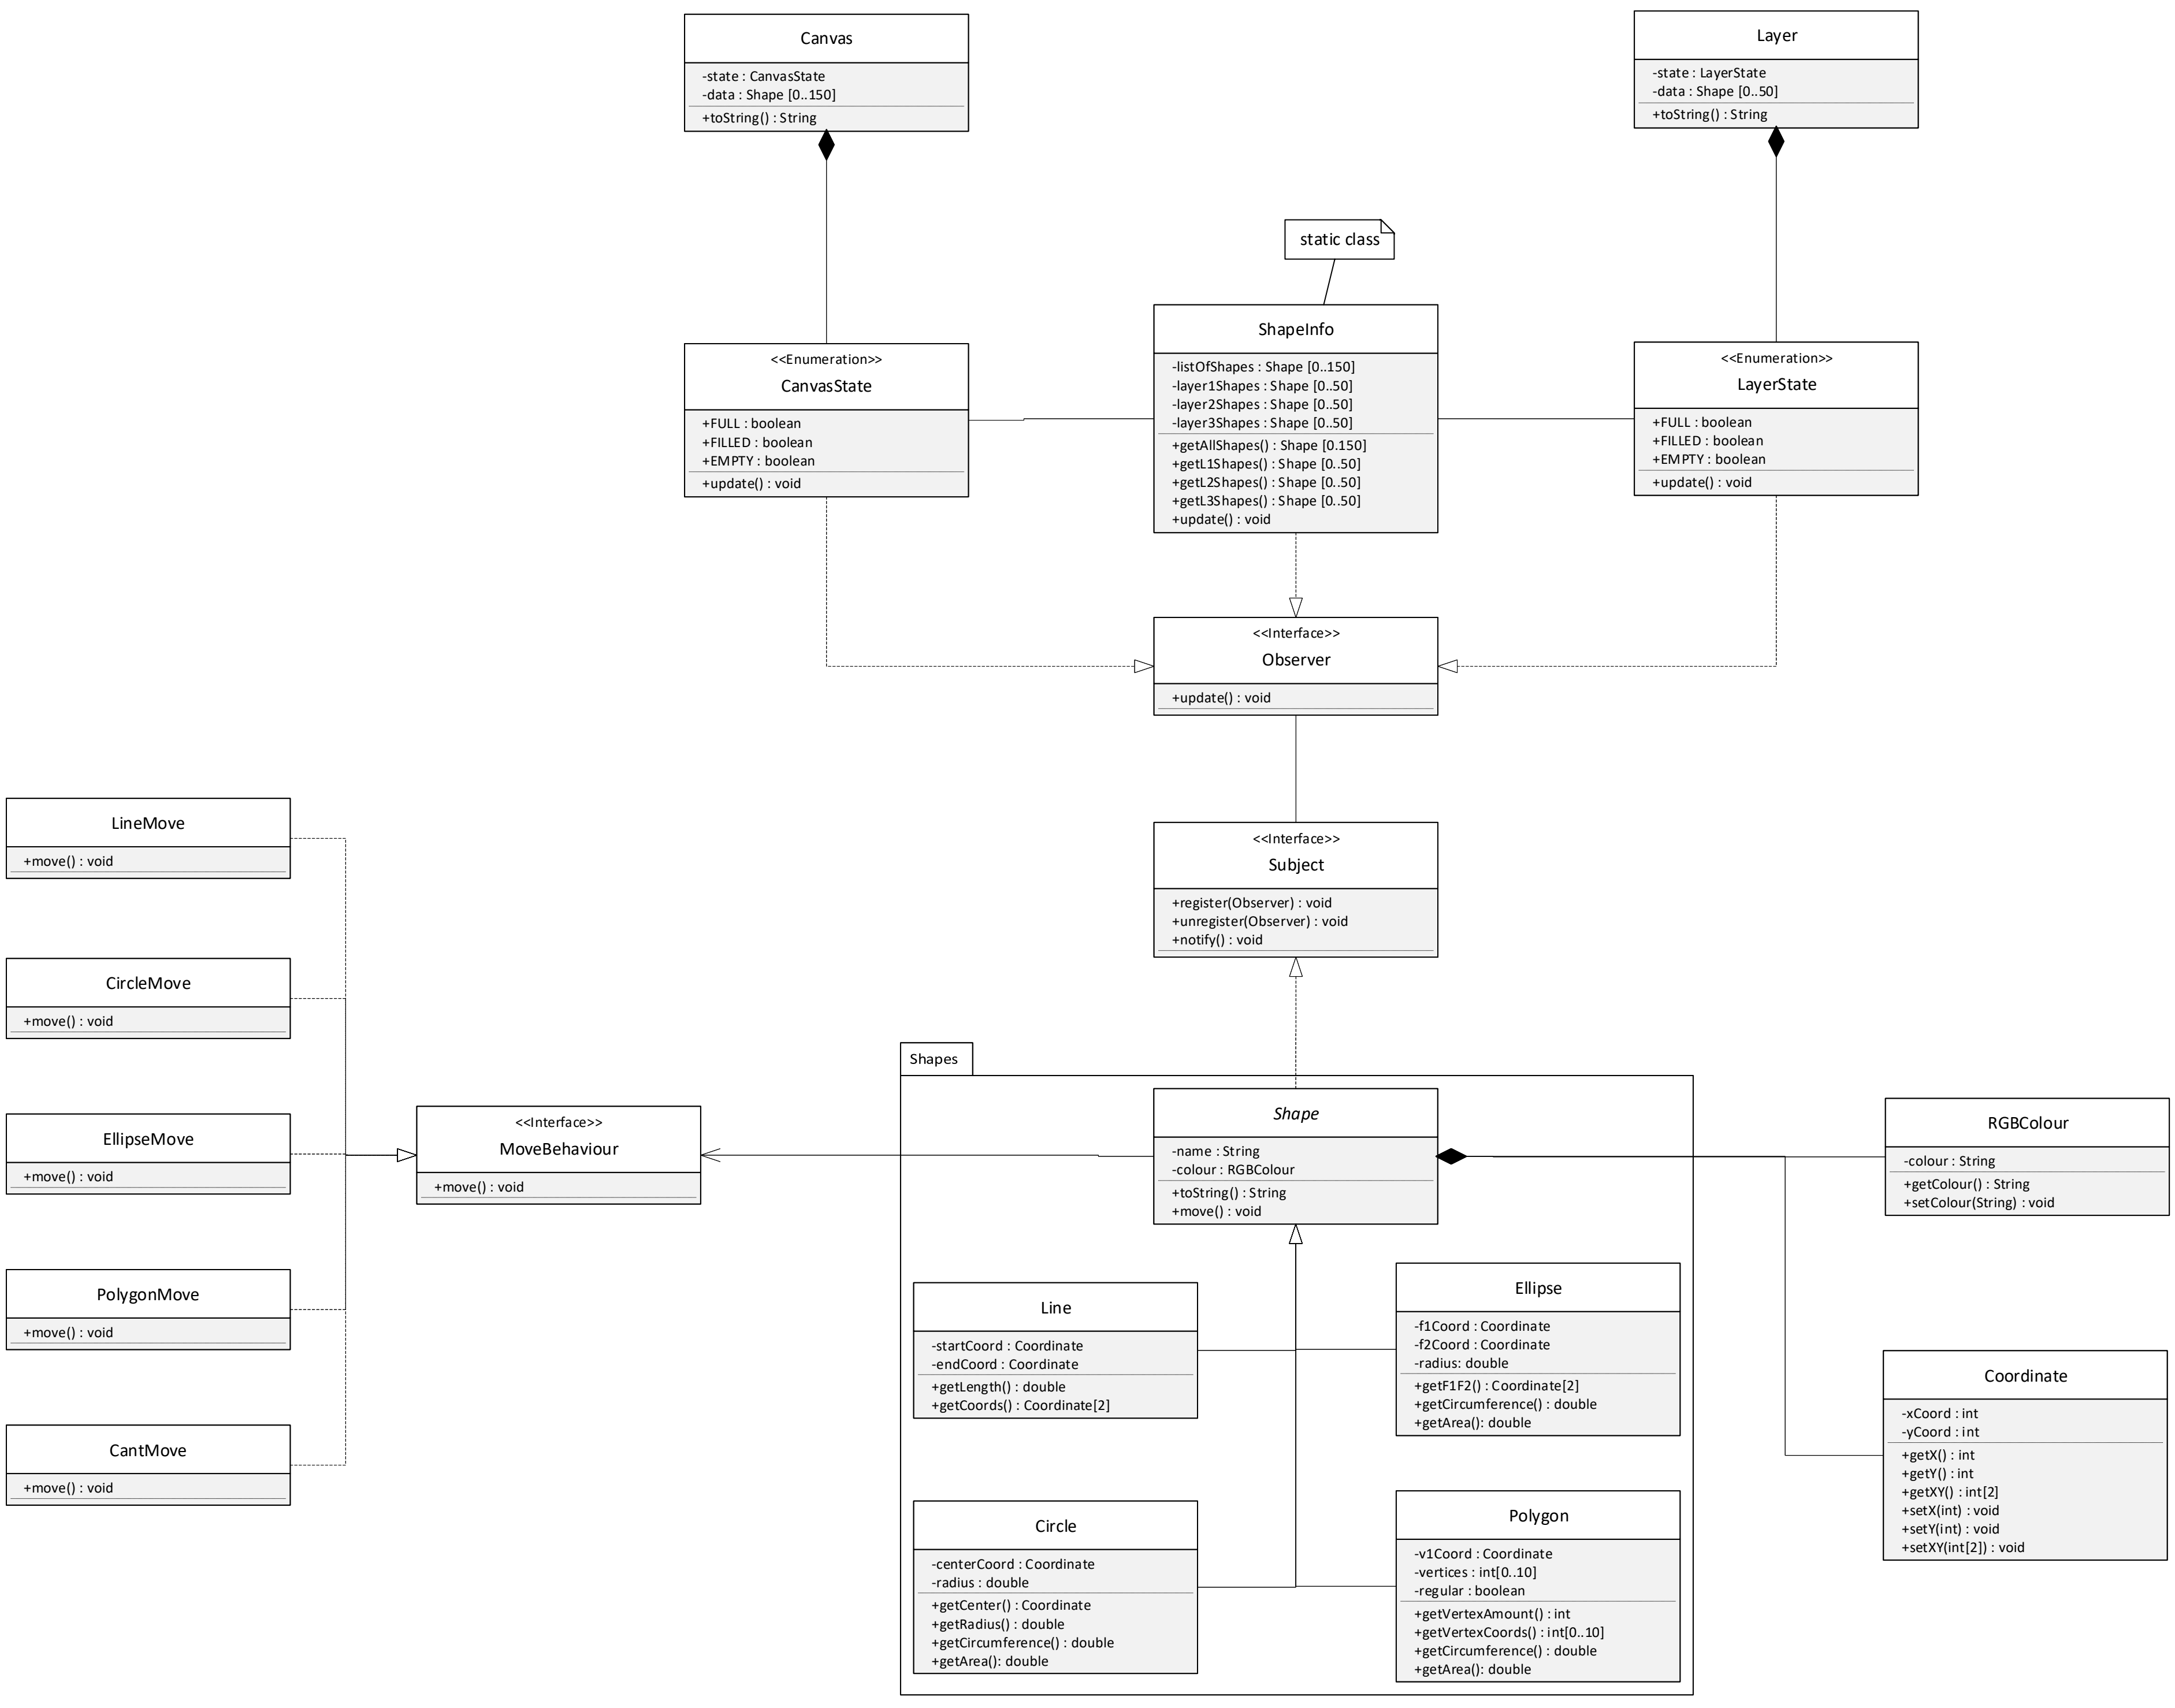 Canvas
-state : CanvasState
-data : Shape [0..150]
+toString() : String
Layer
-state : LayerState
-data : Shape [0..50]
+toString() : String
static class
ShapeInfo
-listOfShapes : Shape [0..150]
-layer1Shapes : Shape [0..50]
-layer2Shapes : Shape [0..50]
-layer3Shapes : Shape [0..50]
+getAllShapes() : Shape [0.150]
+getL1Shapes() : Shape [0..50]
+getL2Shapes() : Shape [0..50]
+getL3Shapes() : Shape [0..50]
+update() : void
<<Enumeration>>
CanvasState
+FULL : boolean
+FILLED : boolean
+EMPTY : boolean
+update() : void
<<Enumeration>>
LayerState
+FULL : boolean
+FILLED : boolean
+EMPTY : boolean
+update() : void
<<Interface>>
Observer
+update() : void
<<Interface>>
Subject
+register(Observer) : void
+unregister(Observer) : void
+notify() : void
LineMove
+move() : void
CircleMove
+move() : void
EllipseMove
+move() : void
PolygonMove
+move() : void
CantMove
+move() : void
<<Interface>>
MoveBehaviour
+move() : void
Shapes
Shape
-name : String
-colour : RGBColour
+toString() : String
+move() : void
Line
-startCoord : Coordinate
-endCoord : Coordinate
+getLength() : double
+getCoords() : Coordinate[2]
Ellipse
-f1Coord : Coordinate
-f2Coord : Coordinate
-radius: double
+getF1F2() : Coordinate[2]
+getCircumference() : double
+getArea(): double
Circle
-centerCoord : Coordinate
-radius : double
+getCenter() : Coordinate
+getRadius() : double
+getCircumference() : double
+getArea(): double
Polygon
-v1Coord : Coordinate
-vertices : int[0..10]
-regular : boolean
+getVertexAmount() : int
+getVertexCoords() : int[0..10]
+getCircumference() : double
+getArea(): double
RGBColour
-colour : String
+getColour() : String
+setColour(String) : void
Coordinate
-xCoord : int
-yCoord : int
+getX() : int
+getY() : int
+getXY() : int[2]
+setX(int) : void
+setY(int) : void
+setXY(int[2]) : void